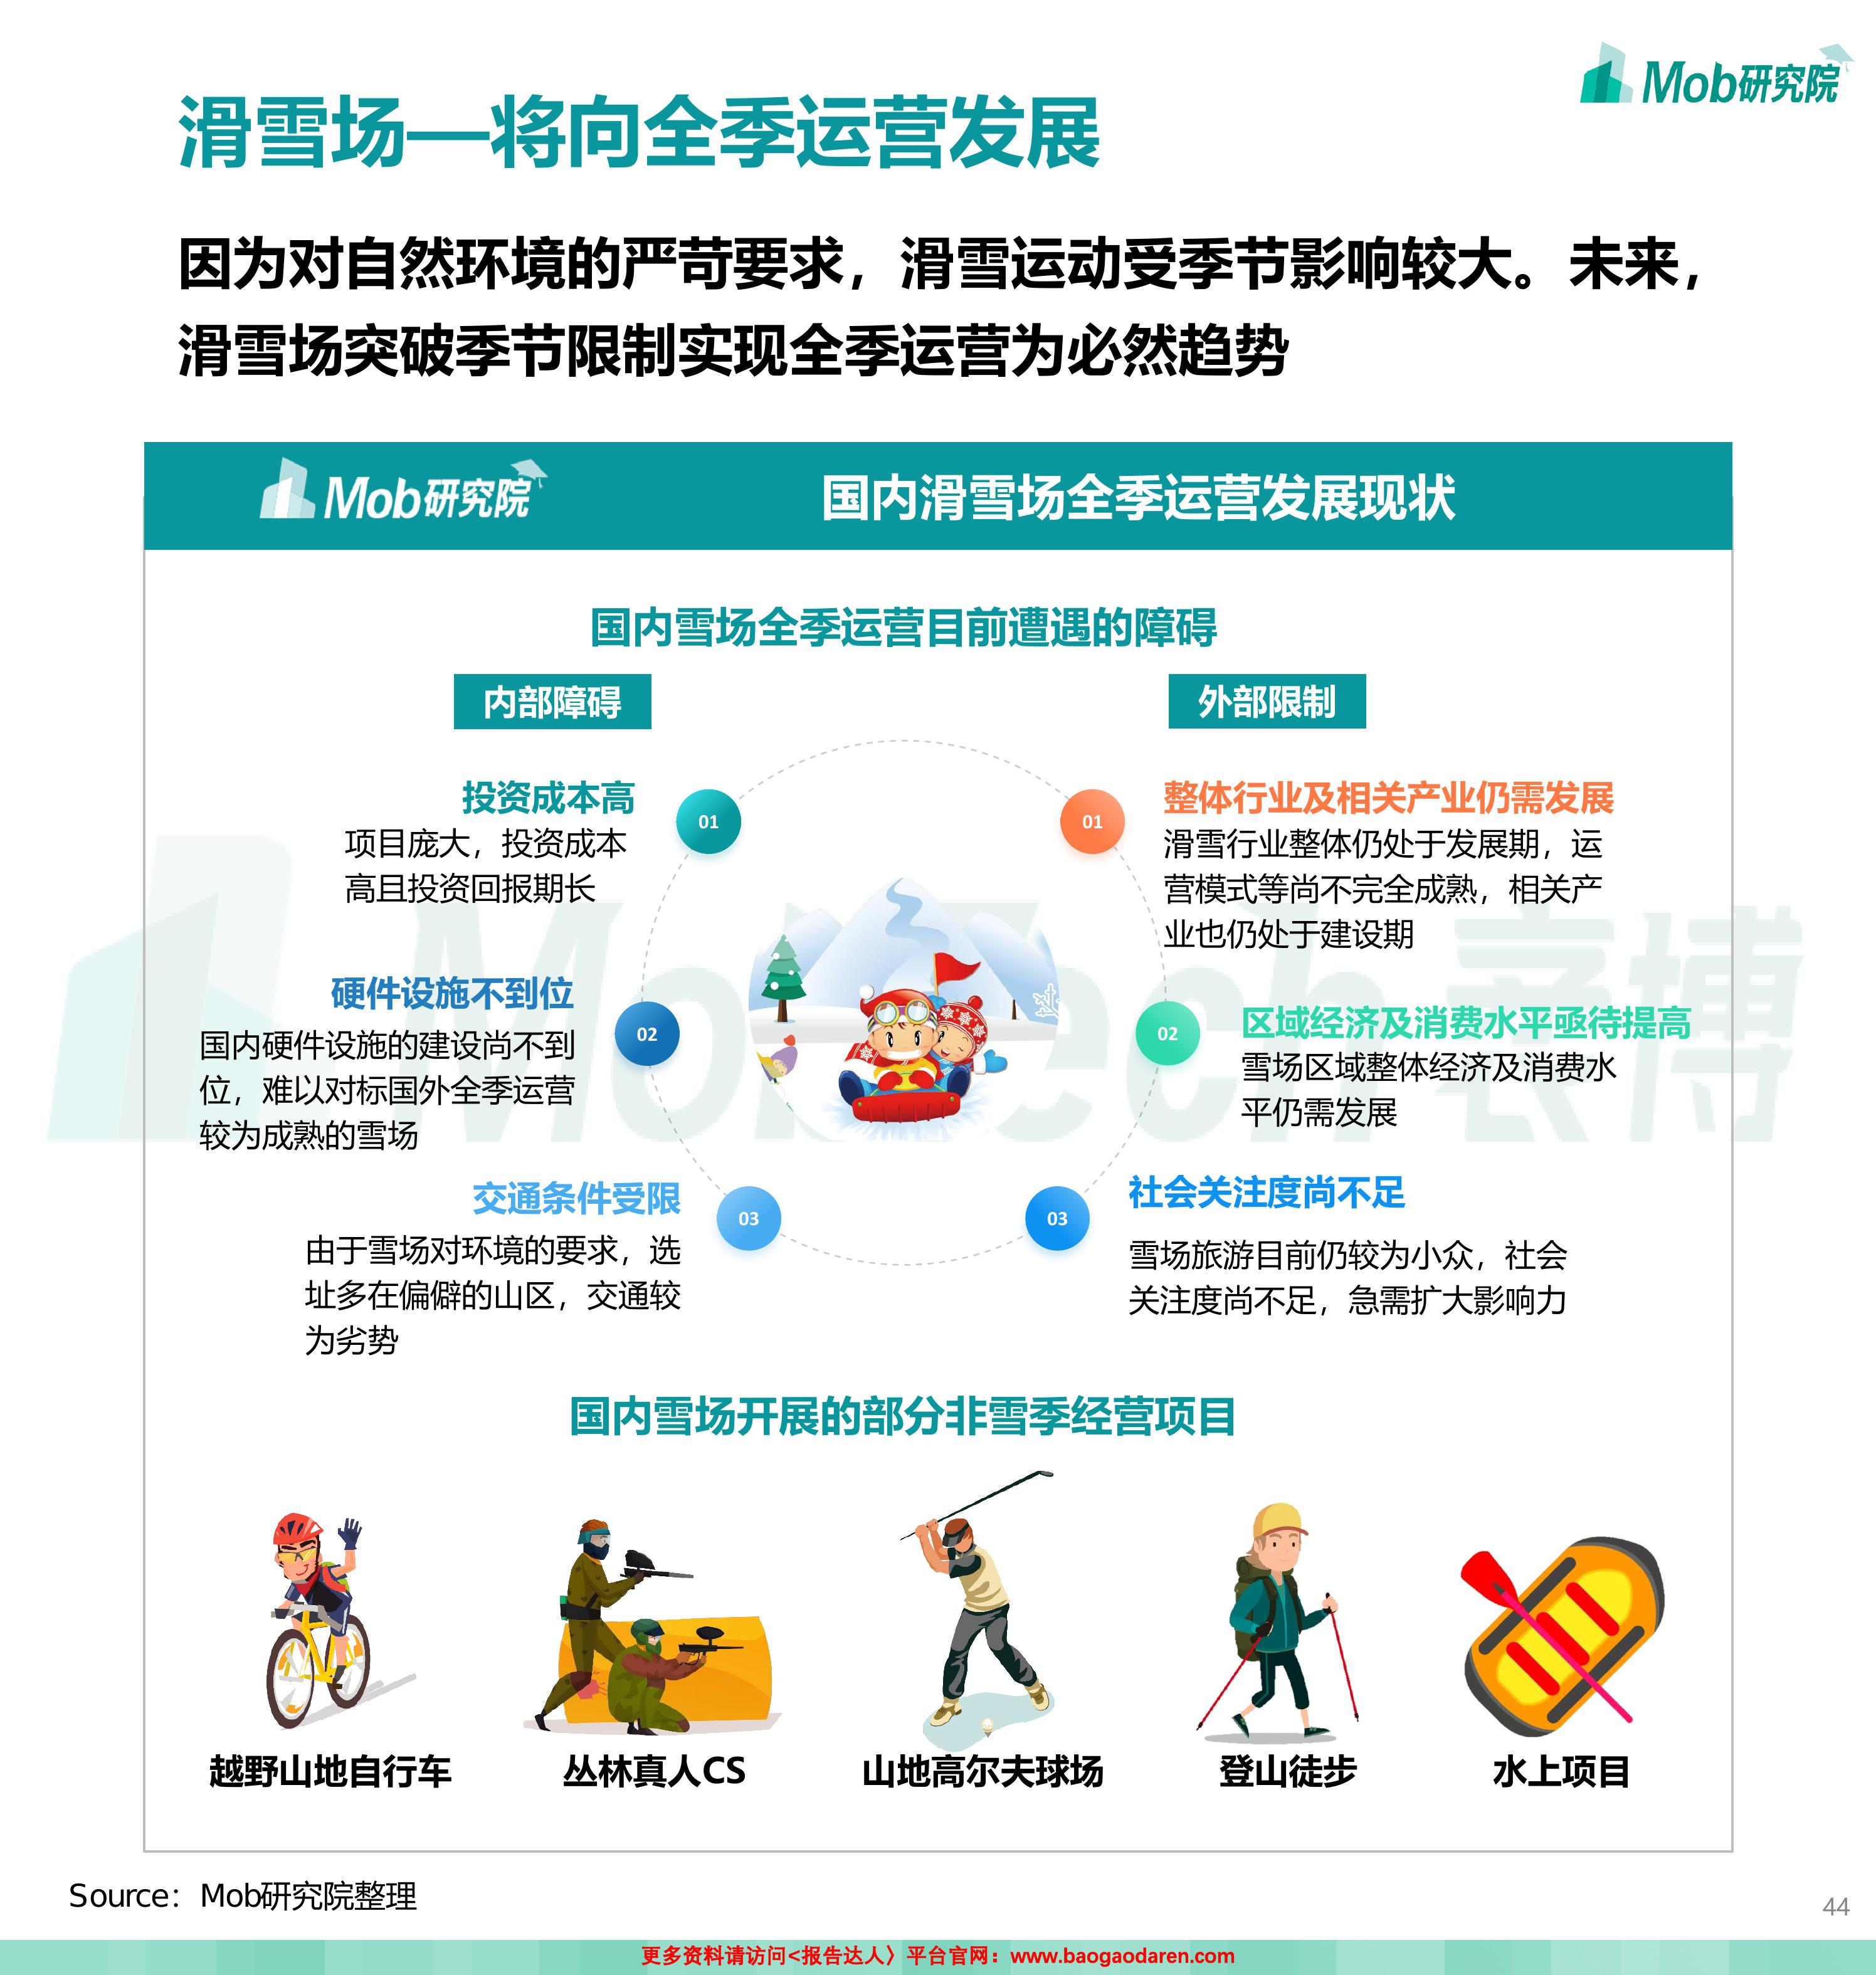 Mob研究院
滑雪场—将向全季运营发展
因为对自然环境的严苛要求，滑雪运动受季节影响较大。未来，
滑雪场突破季节限制实现全季运营为必然趋势
Mob研究院
国内滑雪场全季运营发展现状
国内雪场全季运营目前遭遇的障碍
内部障碍
投资成本高
01
项目庞大，投资成本
高且投资回报期长
硬件设施不到位
02
国内硬件设施的建设尚不到
位，难以对标国外全季运营
较为成熟的雪场
交通条件受限
03
由于雪场对环境的要求，选
址多在偏僻的山区，交通较
为劣势
外部限制
01
整体行业及相关产业仍需发展
滑雪行业整体仍处于发展期，运
营模式等尚不完全成熟，相关产
业也仍处于建设期
02
区域经济及消费水平亟待提高
雪场区域整体经济及消费水
平仍需发展
03
社会关注度尚不足
雪场旅游目前仍较为小众，社会
关注度尚不足，急需扩大影响力
MobTech 袤博
国内雪场开展的部分非雪季经营项目
越野山地自行车
丛林真人CS
山地高尔夫球场
登山徒步
水上项目
Source：Mob研究院整理
44
更多资料请访问<报告达人〉平台官网：www.baogaodaren.com